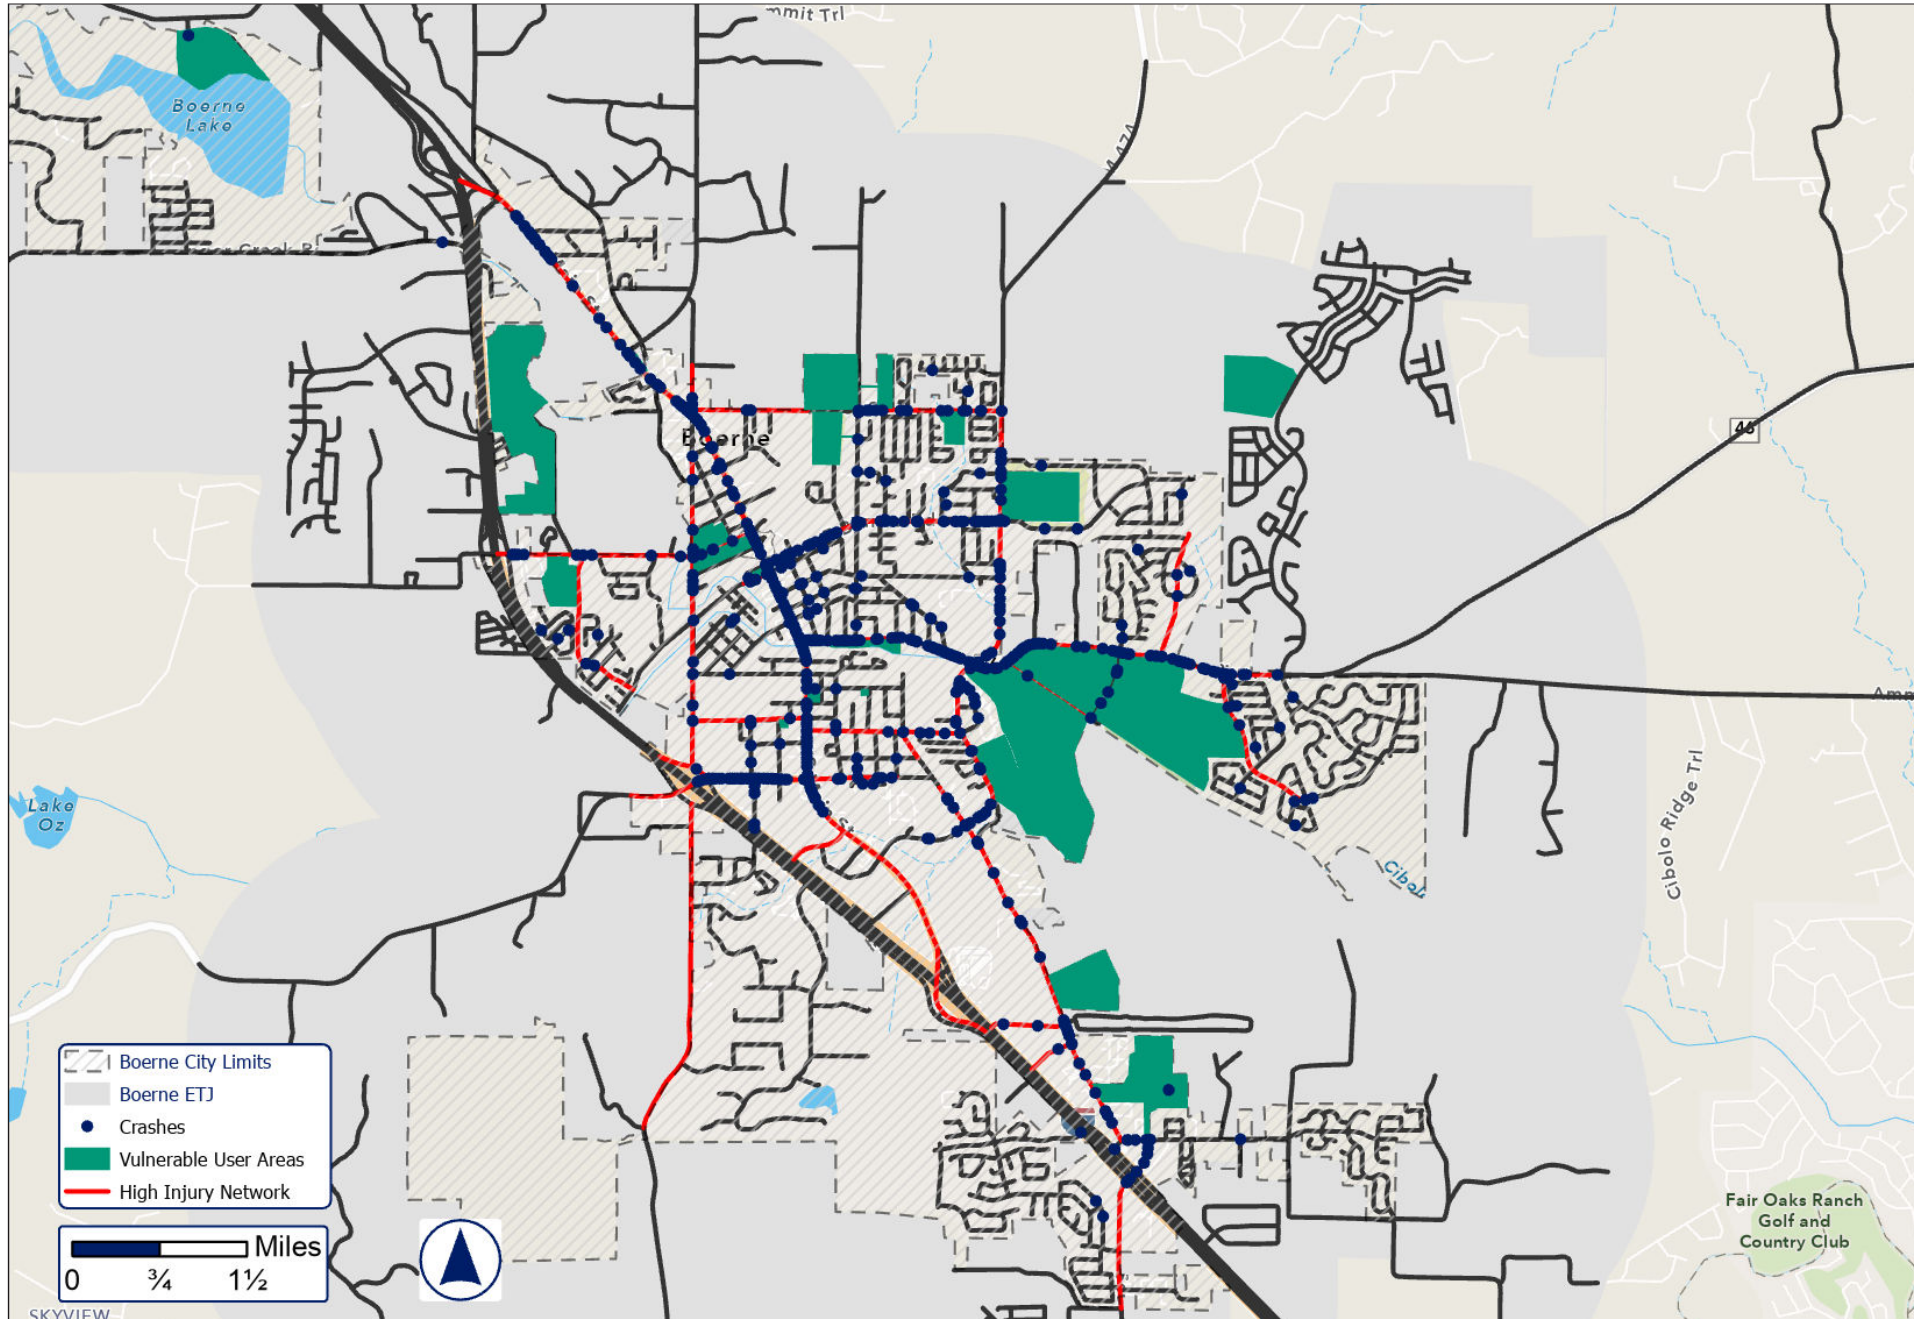 Boerne
Lake
Boerne
46
Cibolo Ridge Trl
Lake
Oz
Boerne City Limits
Boerne ETJ
Crashes
Vulnerable User Areas
High Injury Network
Miles
0 ¾ 1½
Fair Oaks Ranch
Golf and
Country Club
SKYVIEW